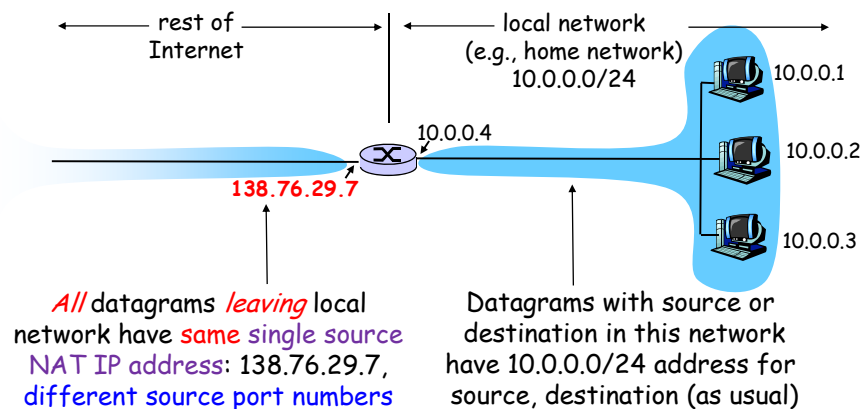 rest of
Internet
local network
(e.g., home network)
10.0.0.0/24
10.0.0.1
10.0.0.4
10.0.0.2
138.76.29.7
10.0.0.3
All datagrams leaving local
network have same single source
NAT IP address: 138.76.29.7,
different source port numbers
Datagrams with source or
destination in this network
have 10.0.0.0/24 address for
source, destination (as usual)